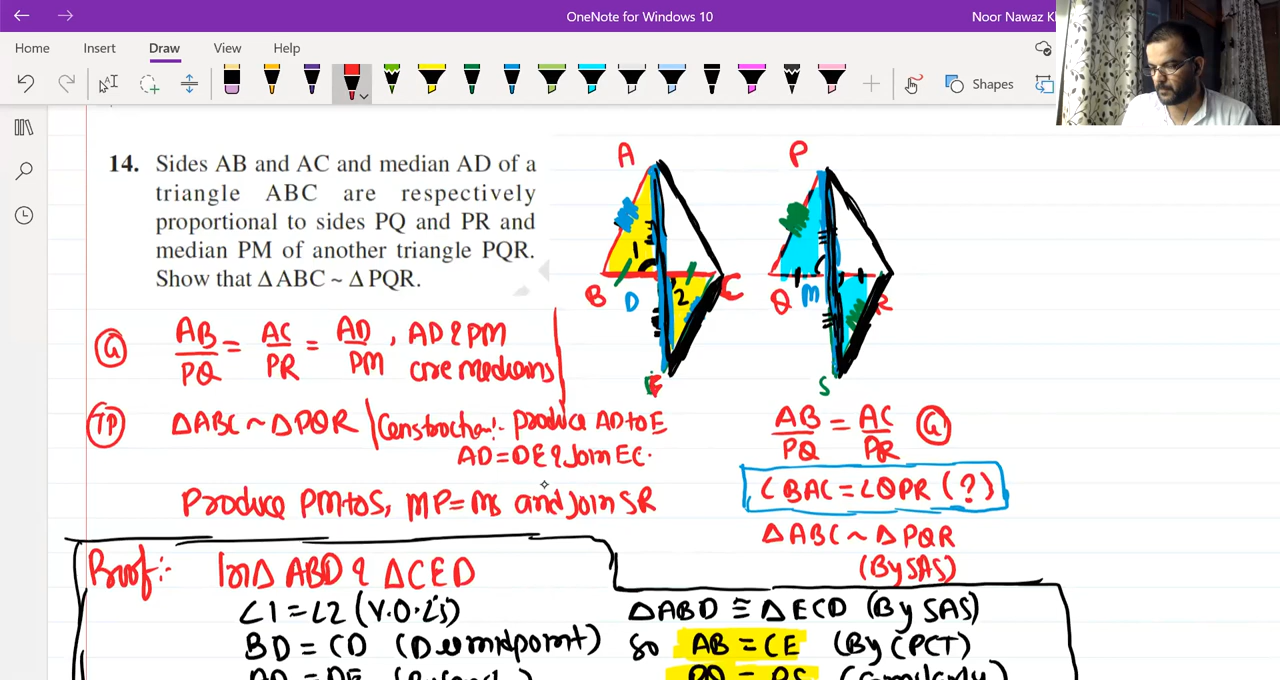 OneNote for Windows 10
Noor Nawaz
Home Insert Draw View Help
Shapes
14. Sides AB and AC and median AD of a
triangle ABC are respectively
proportional to sides PQ and PR and
median PM of another triangle PQR.
Show that ΔABC ~ ΔPQR.
A P
1
B D 2 C Q M R
E S
G AB/PQ = AC/PR = AD/PM, AD & PM
are medians
TP ΔABC ~ ΔPQR | Construction:- produce AD to E
AD = DE & Join EC.
Produce PM to S, MP = MS and Join SR
AB/PQ = AC/PR G
∠BAC = ∠QPR (?)
ΔABC ~ ΔPQR
(By SAS)
Proof:- In Δ ABD & ΔCED
∠1 = ∠2 (V.O.∠'s)
BD = CD (D is midpoint)
AD = DE
ΔABD ≅ ΔECD (By SAS)
So AB = CE (By CPCT)
PQ = RS